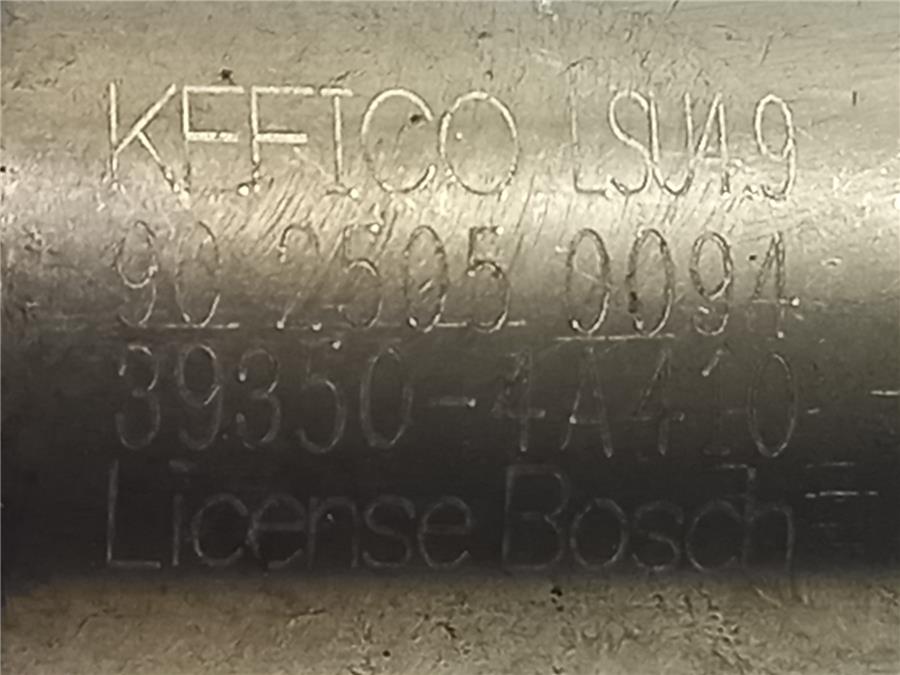 KEFICO LSU4.9
90 2505 0094
39350-4A410
License Bosch